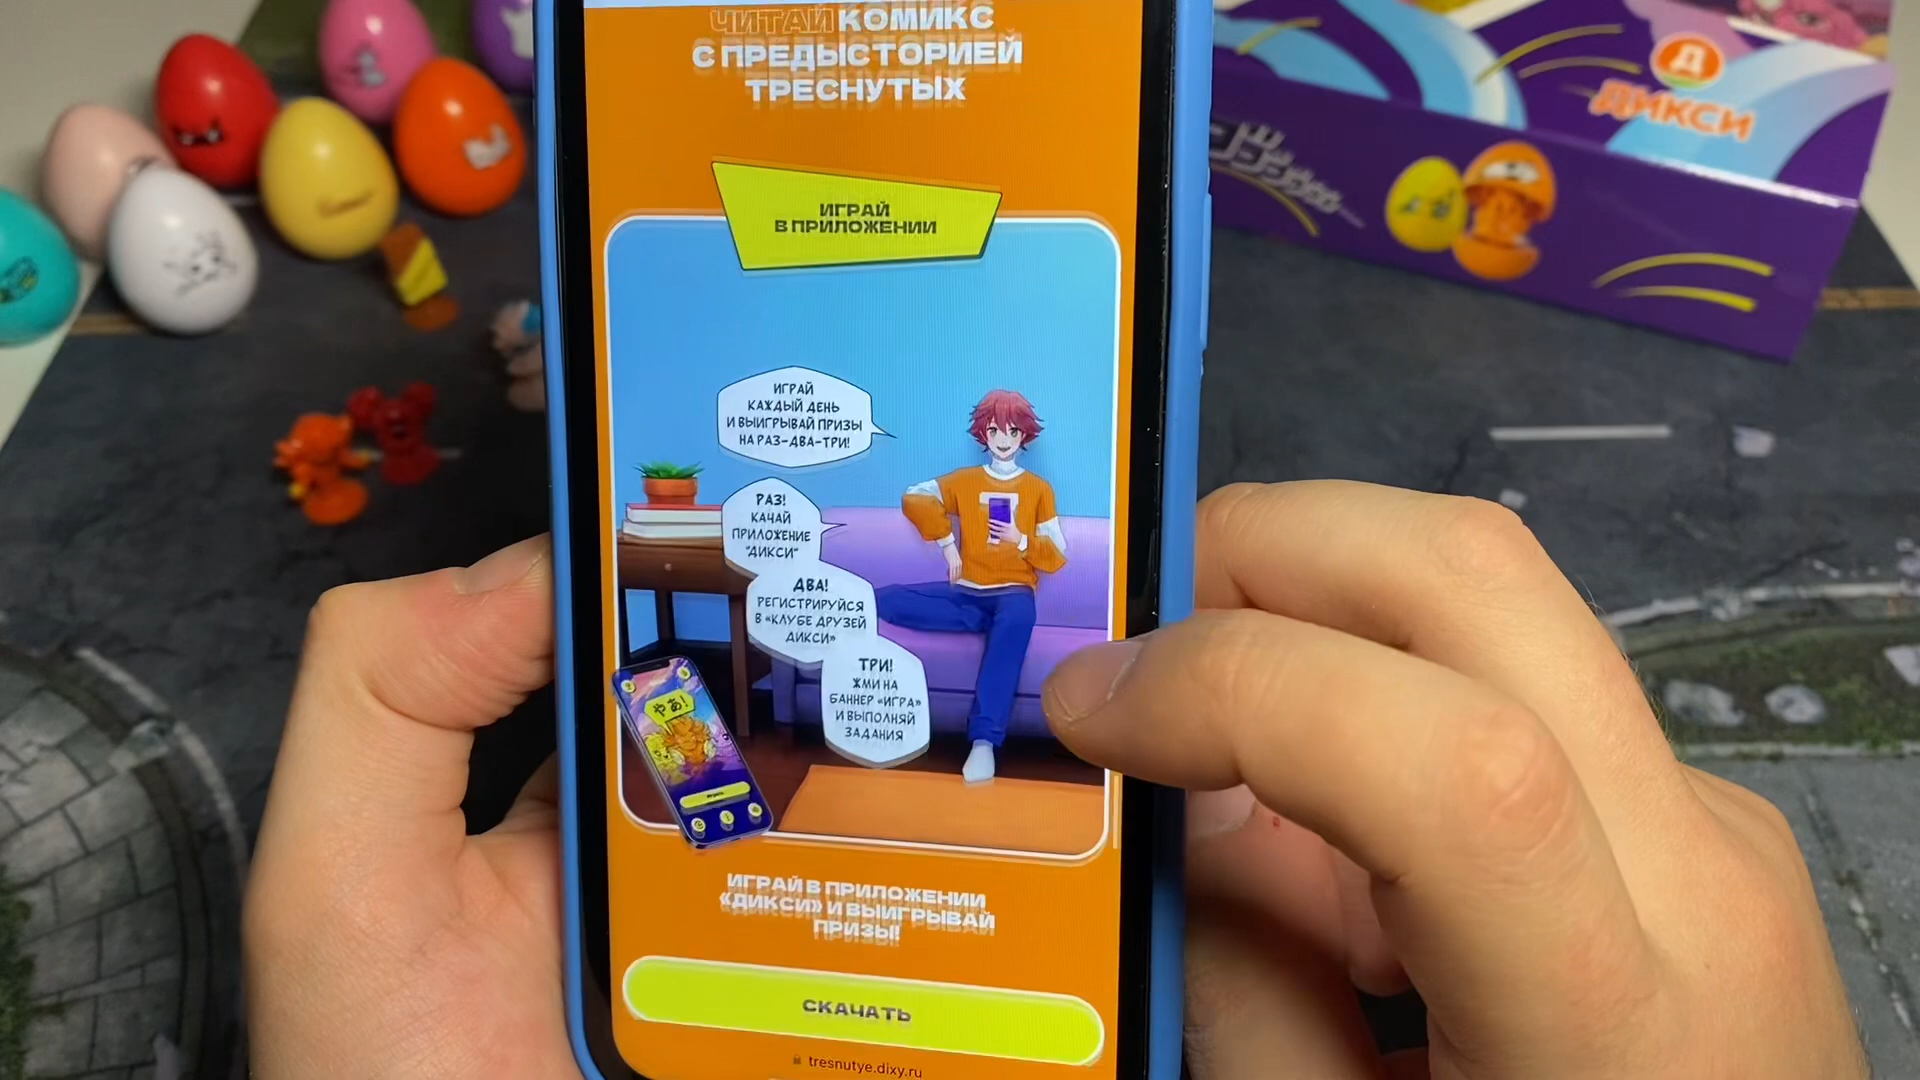 ЧИТАЙ КОМИКС
С ПРЕДЫСТОРИЕЙ
ТРЕСНУТЫХ
ИГРАЙ
В ПРИЛОЖЕНИИ
ИГРАЙ
КАЖДЫЙ ДЕНЬ
И ВЫИГРЫВАЙ ПРИЗЫ
НА РАЗ-ДВА-ТРИ!
РАЗ!
КАЧАЙ
ПРИЛОЖЕНИЕ
"ДИКСИ"
ДВА!
РЕГИСТРИРУЙСЯ
В «КЛУБЕ ДРУЗЕЙ
ДИКСИ»
ТРИ!
ЖМИ НА
БАННЕР «ИГРА»
И ВЫПОЛНЯЙ
ЗАДАНИЯ
やあ!
ИГРАЙ В ПРИЛОЖЕНИИ
«ДИКСИ» И ВЫИГРЫВАЙ
ПРИЗЫ!
СКАЧАТЬ
tresnutye.dixy.ru
Д
ДИКСИ